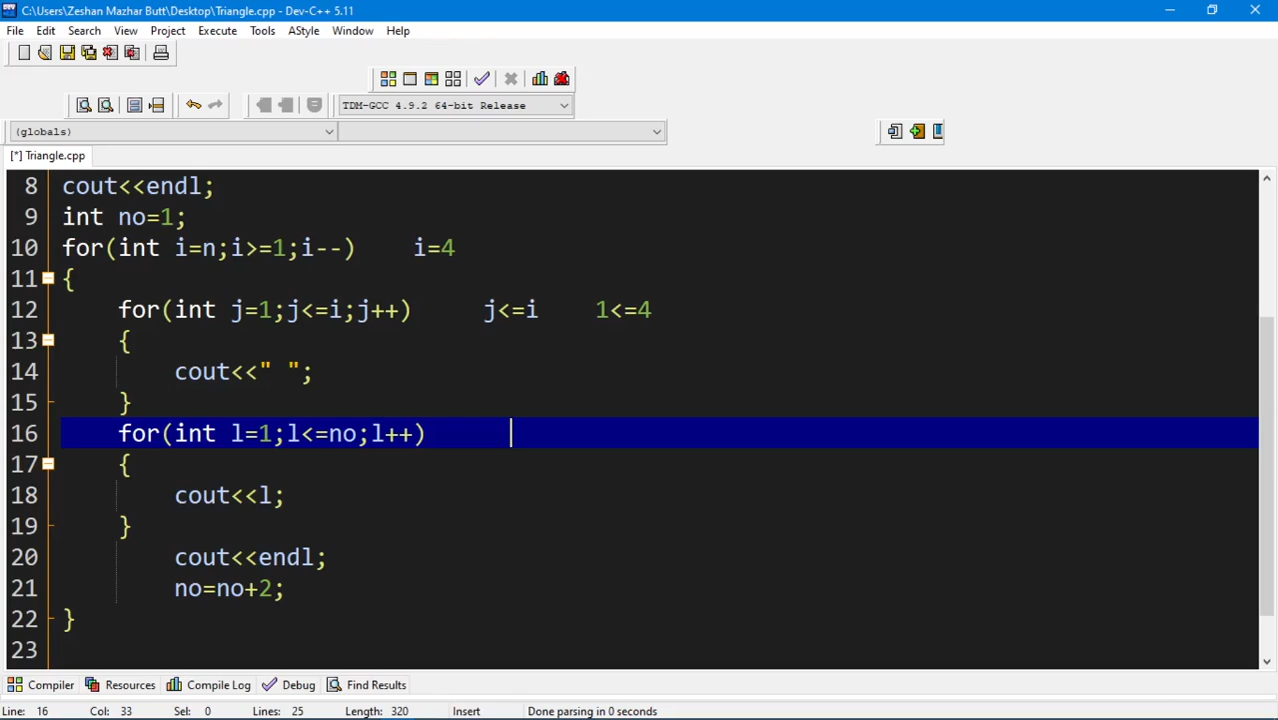 C:\Users\Zeshan Mazhar Butt\Desktop\Triangle.cpp - Dev-C++ 5.11
File Edit Search View Project Execute Tools AStyle Window Help
TDM-GCC 4.9.2 64-bit Release
(globals)
[*] Triangle.cpp
8 cout<<endl;
9 int no=1;
10 for(int i=n;i>=1;i--)    i=4
11 {
12     for(int j=1;j<=i;j++)     j<=i    1<=4
13     {
14         cout<<" ";
15     }
16     for(int l=1;l<=no;l++)
17     {
18         cout<<l;
19     }
20         cout<<endl;
21         no=no+2;
22 }
23
Compiler Resources Compile Log Debug Find Results
Line: 16 Col: 33 Sel: 0 Lines: 25 Length: 320 Insert Done parsing in 0 seconds